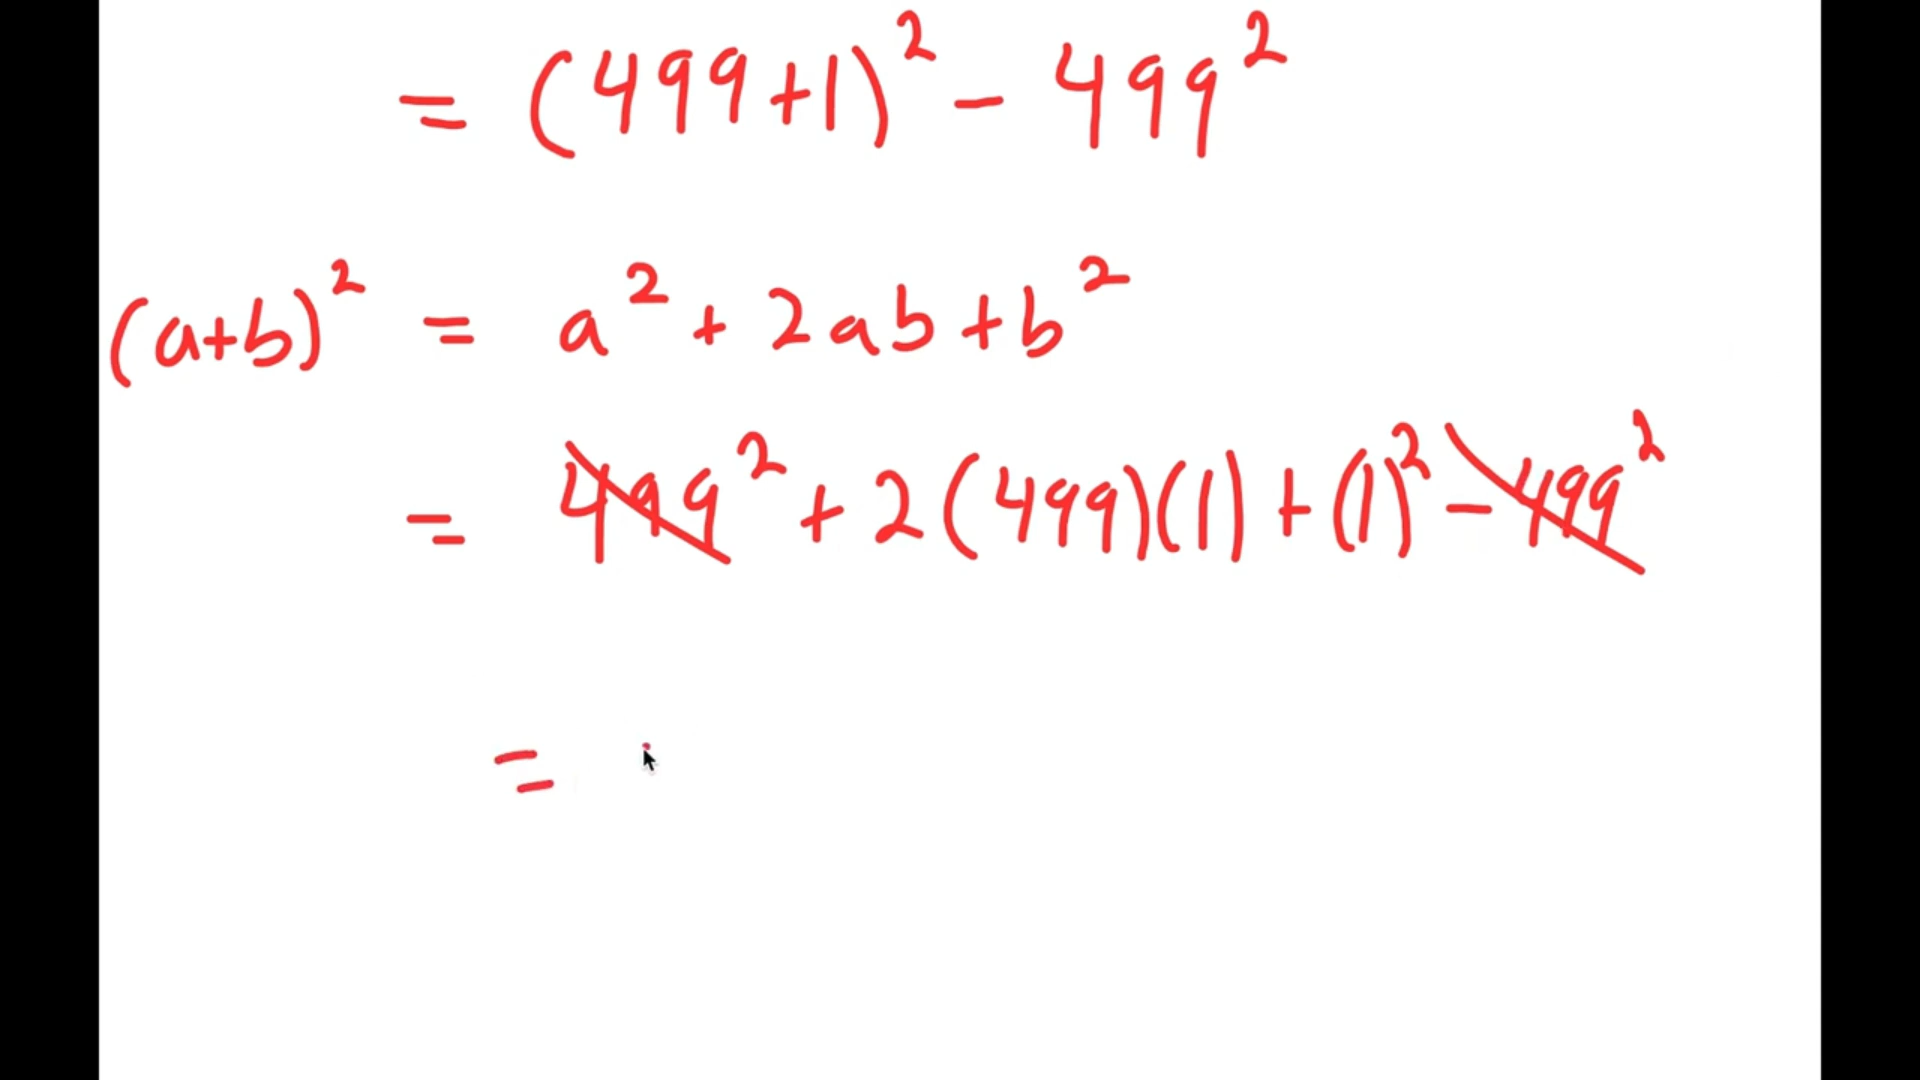 = (499+1)² - 499²
(a+b)² = a² + 2ab + b²
= 499² + 2(499)(1) + (1)² - 499²
=